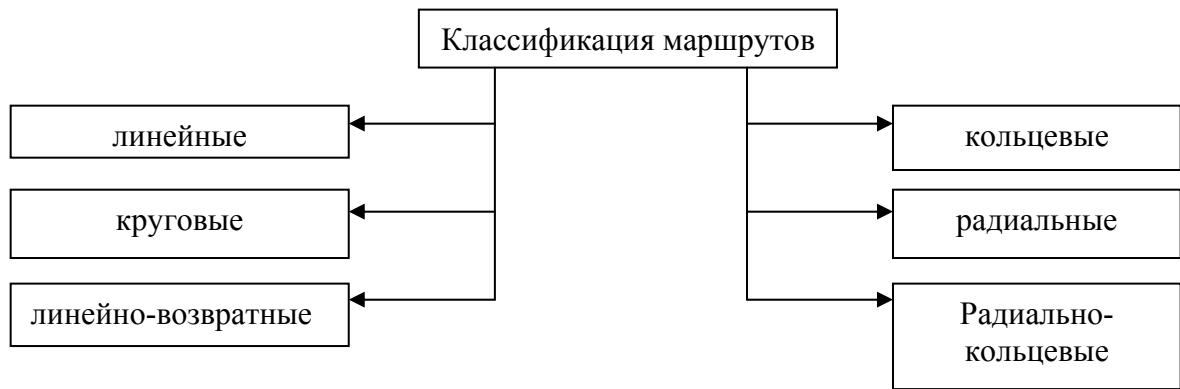 Классификация маршрутов
линейные
кольцевые
круговые
радиальные
линейно-возвратные
Радиально-
кольцевые